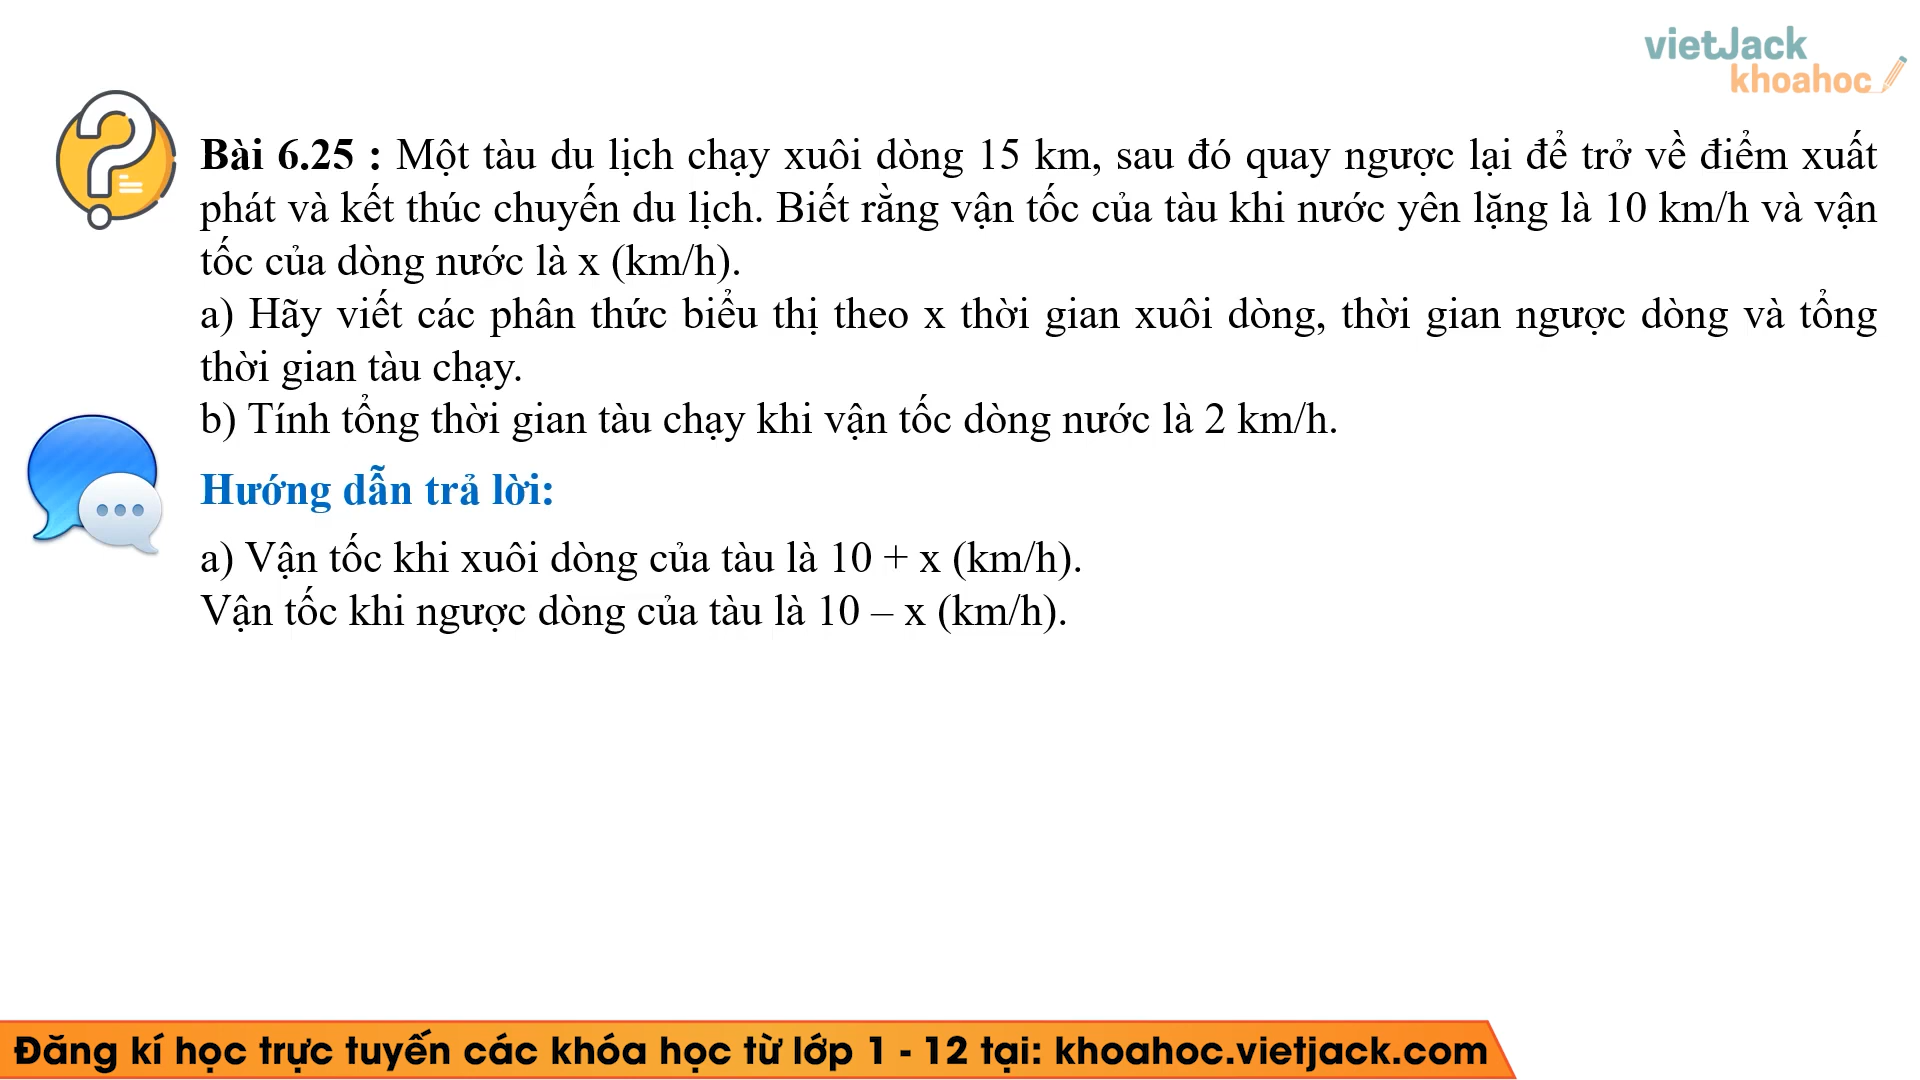 vietJack
khoahoc
Bài 6.25 : Một tàu du lịch chạy xuôi dòng 15 km, sau đó quay ngược lại để trở về điểm xuất
phát và kết thúc chuyến du lịch. Biết rằng vận tốc của tàu khi nước yên lặng là 10 km/h và vận
tốc của dòng nước là x (km/h).
a) Hãy viết các phân thức biểu thị theo x thời gian xuôi dòng, thời gian ngược dòng và tổng
thời gian tàu chạy.
b) Tính tổng thời gian tàu chạy khi vận tốc dòng nước là 2 km/h.
Hướng dẫn trả lời:
a) Vận tốc khi xuôi dòng của tàu là 10 + x (km/h).
Vận tốc khi ngược dòng của tàu là 10 – x (km/h).
Đăng kí học trực tuyến các khóa học từ lớp 1 - 12 tại: khoahoc.vietjack.com